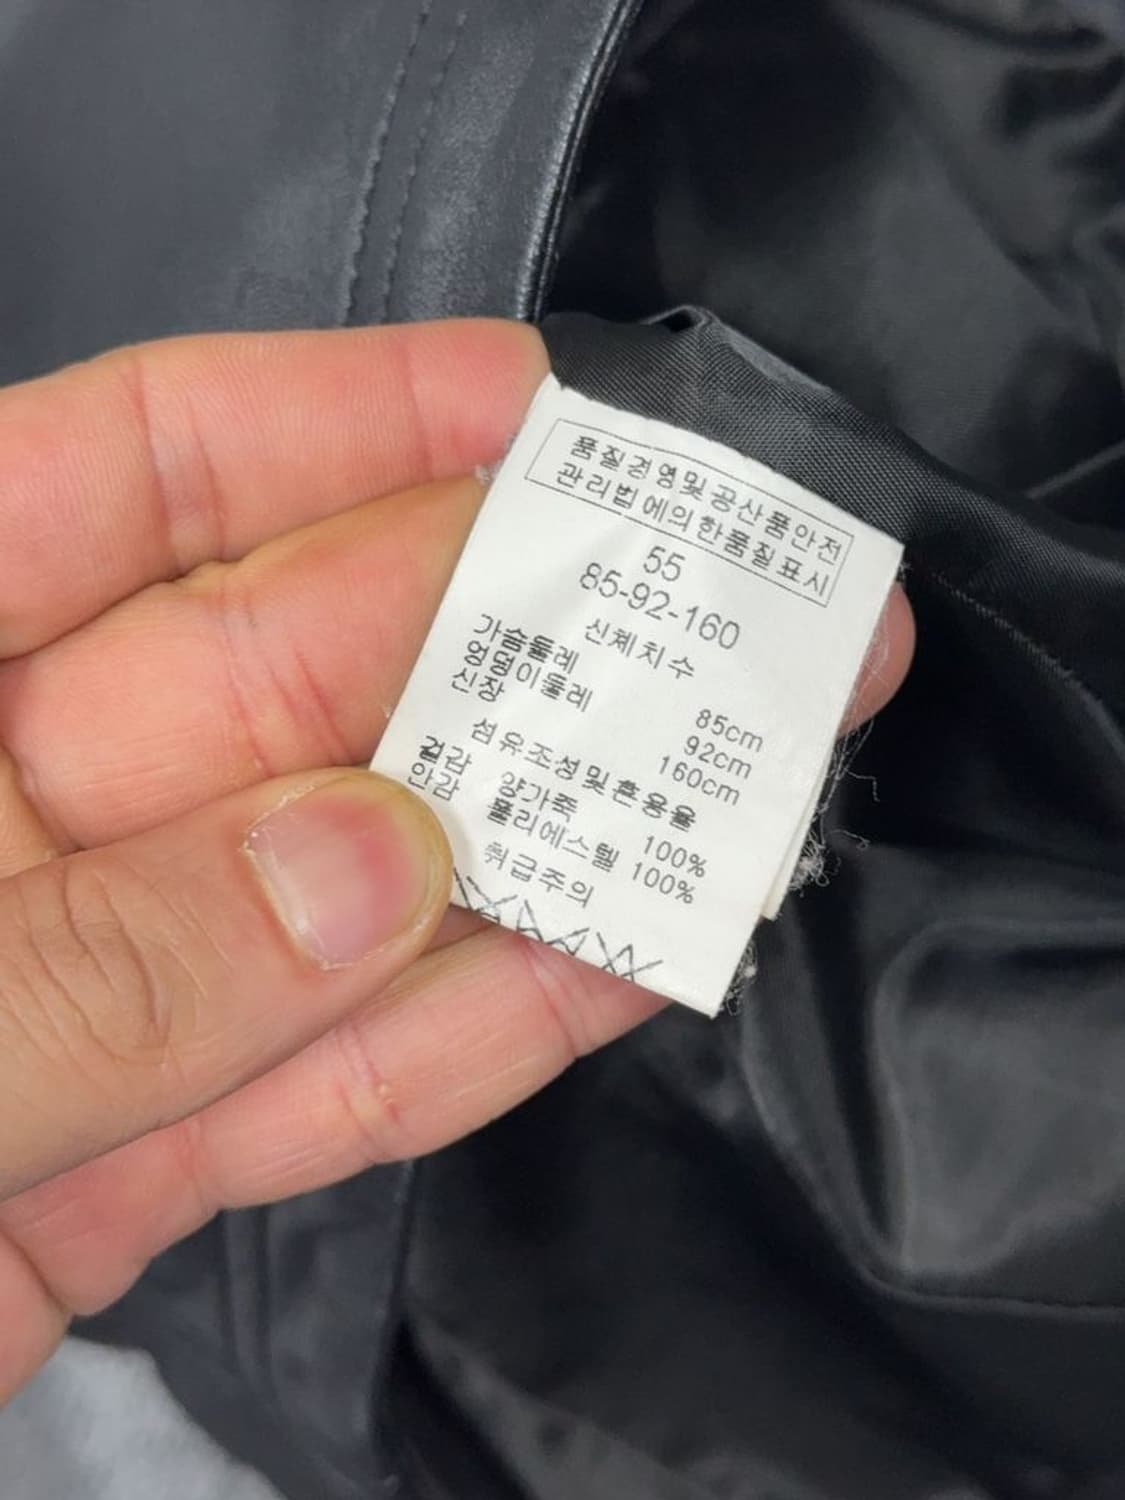 품질경영및공산품안전
관리법에의한품질표시
55
85-92-160
신체치수
가슴둘레 85cm
엉덩이둘레 92cm
신장 160cm
섬유조성및혼용율
겉감 양가죽 100%
안감 폴리에스텔 100%
취급주의